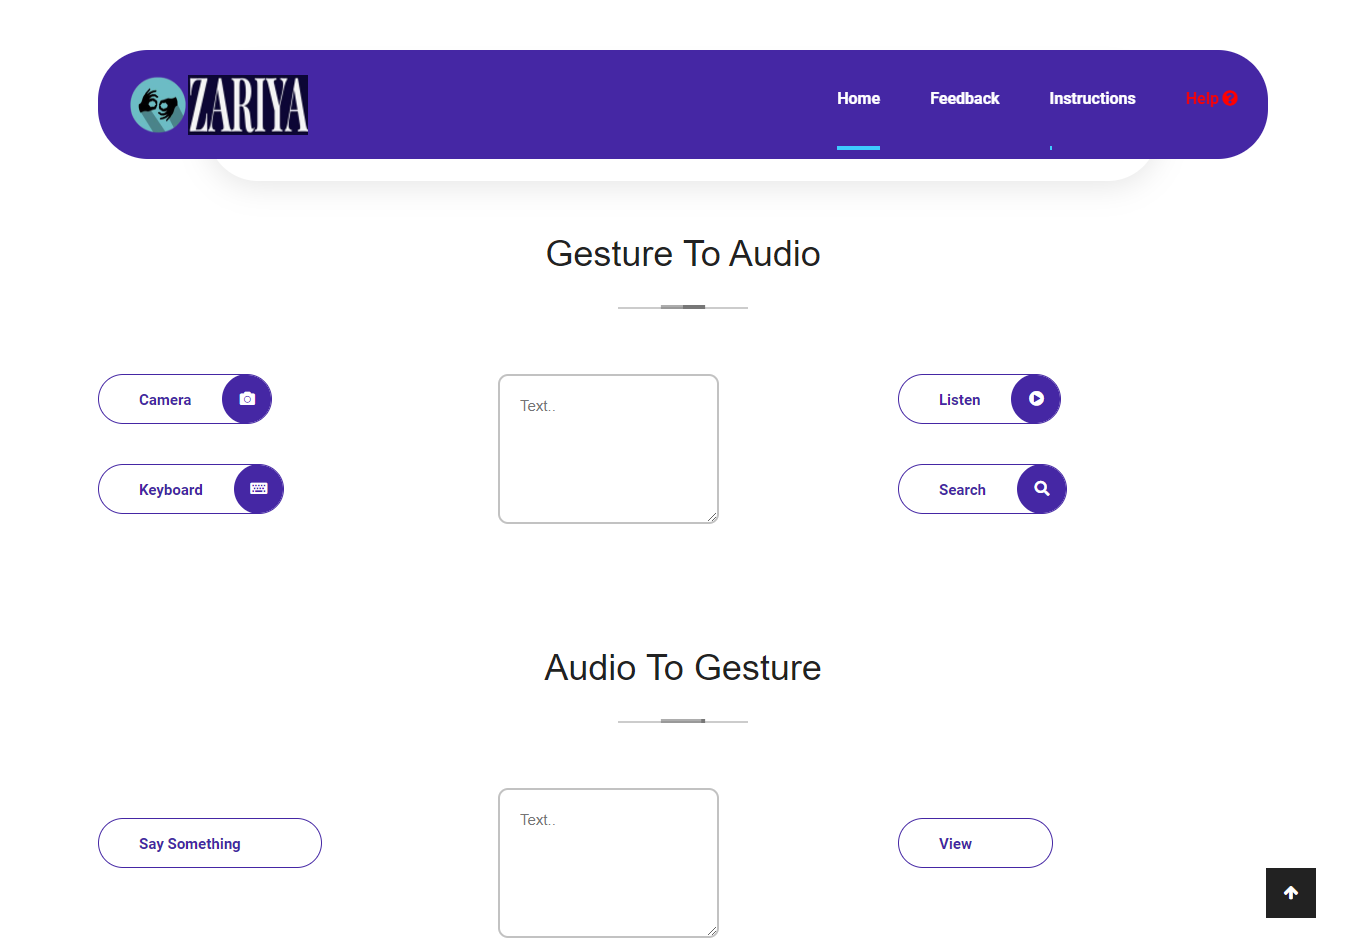 ZARIYA
Home Feedback Instructions Help
Gesture To Audio
Camera
Text..
Listen
Keyboard
Search
Audio To Gesture
Text..
Say Something
View